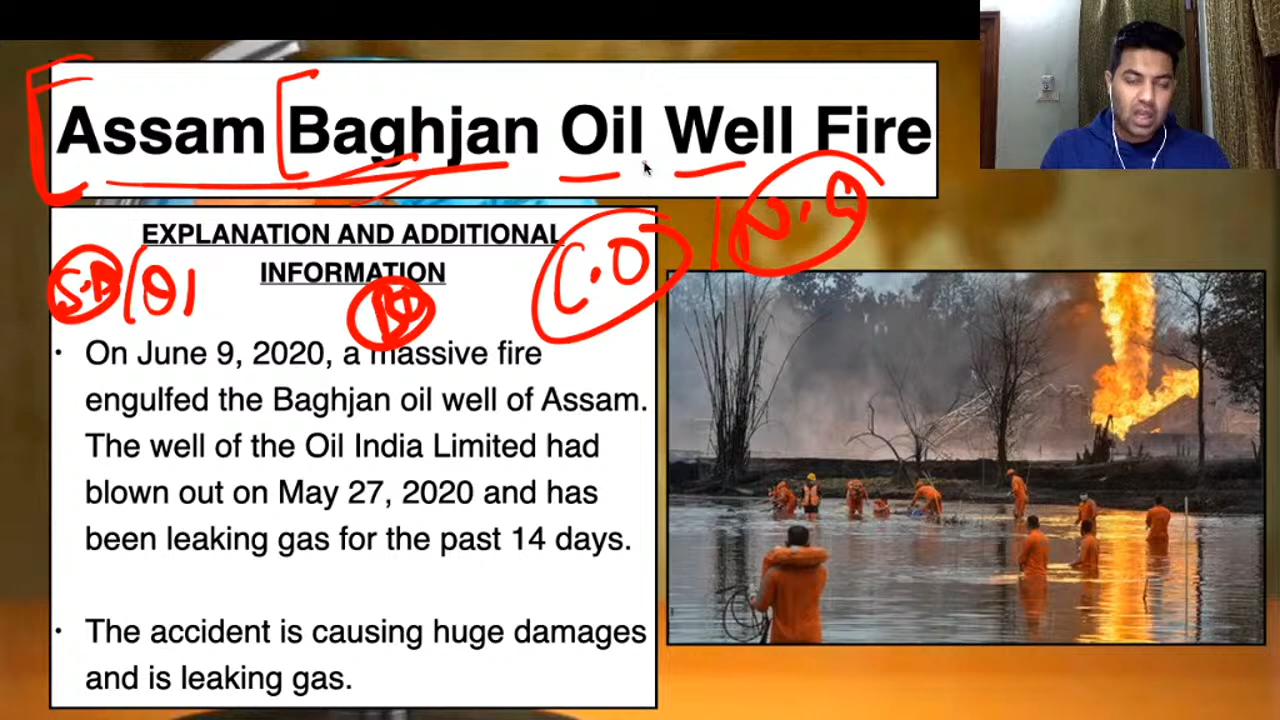 Assam Baghjan Oil Well Fire
EXPLANATION AND ADDITIONAL
INFORMATION
C.O / N.G
• On June 9, 2020, a massive fire
engulfed the Baghjan oil well of Assam.
The well of the Oil India Limited had
blown out on May 27, 2020 and has
been leaking gas for the past 14 days.
• The accident is causing huge damages
and is leaking gas.